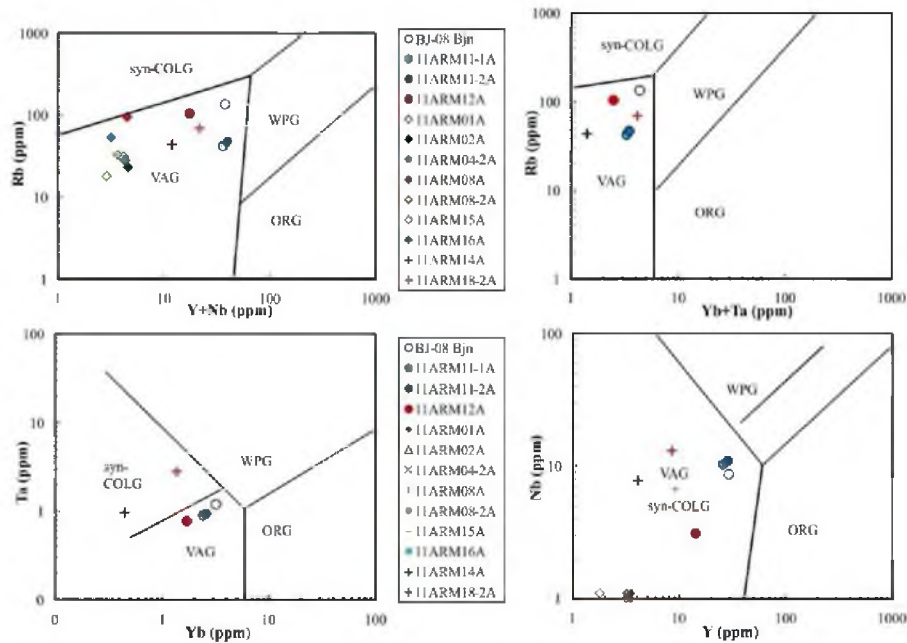 1000
100
10
1
Rb (ppm)
syn-COLG
WPG
VAG
ORG
1
10
100
1000
Y+Nb (ppm)
BJ-08 Bjn
11ARM11-1A
11ARM11-2A
11ARM12A
11ARM01A
11ARM02A
11ARM04-2A
11ARM08A
11ARM08-2A
11ARM15A
11ARM16A
11ARM14A
11ARM18-2A
1000
100
10
1
Rb (ppm)
syn-COLG
WPG
VAG
ORG
1
10
100
1000
Yb+Ta (ppm)
100
10
1
0
Ta (ppm)
WPG
syn-
COLG
VAG
ORG
0
1
10
100
Yb (ppm)
BJ-08 Bjn
11ARM11-1A
11ARM11-2A
11ARM12A
11ARM01A
11ARM02A
11ARM04-2A
11ARM08A
11ARM08-2A
11ARM15A
11ARM16A
11ARM14A
11ARM18-2A
100
10
1
Nb (ppm)
WPG
VAG
syn-COLG
ORG
1
10
100
1000
Y (ppm)